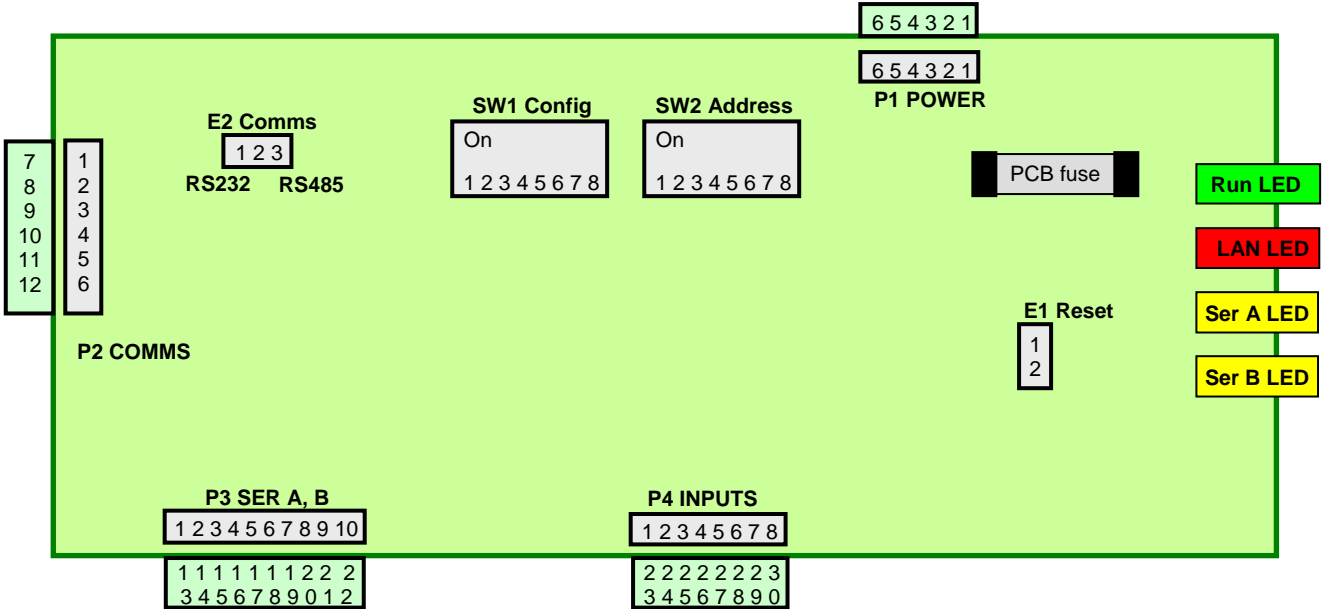 6 5 4 3 2 1
6 5 4 3 2 1
P1 POWER
SW1 Config
SW2 Address
E2 Comms
1 2 3
RS232 RS485
On
1 2 3 4 5 6 7 8
On
1 2 3 4 5 6 7 8
PCB fuse
7
8
9
10
11
12
1
2
3
4
5
6
P2 COMMS
Run LED
LAN LED
Ser A LED
Ser B LED
E1 Reset
1
2
P3 SER A, B
1 2 3 4 5 6 7 8 9 10
1 1 1 1 1 1 1 2 2 2
3 4 5 6 7 8 9 0 1 2
P4 INPUTS
1 2 3 4 5 6 7 8
2 2 2 2 2 2 2 3
3 4 5 6 7 8 9 0